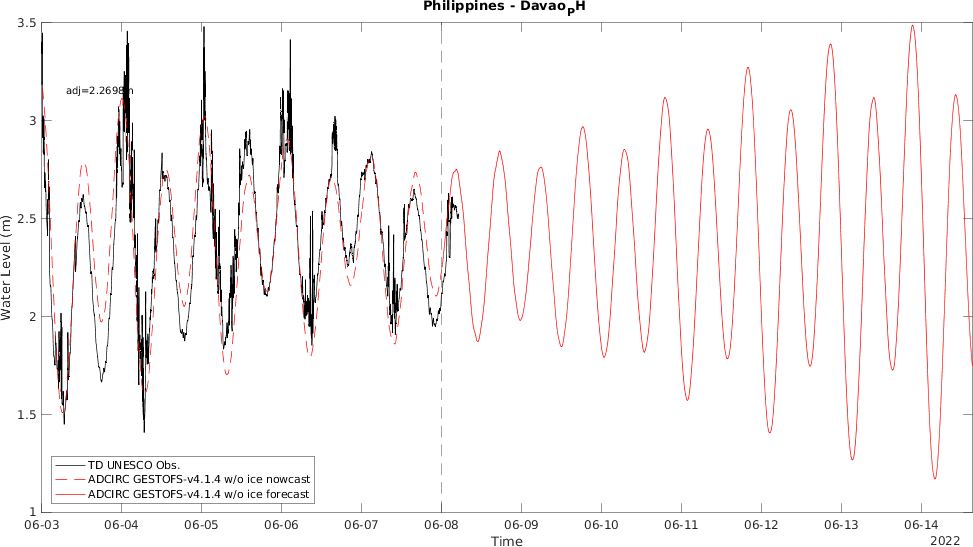 Philippines - Davao_PH
3.5
adj=2.2698m
3
2.5
Water Level (m)
2
1.5
TD UNESCO Obs.
ADCIRC GESTOFS-v4.1.4 w/o ice nowcast
ADCIRC GESTOFS-v4.1.4 w/o ice forecast
1
06-03 06-04 06-05 06-06 06-07 06-08 06-09 06-10 06-11 06-12 06-13 06-14
Time
2022